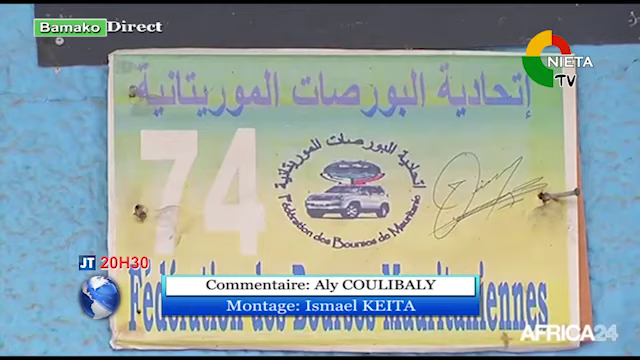 Bamako Direct
NIETA
TV
إتحادية البورصات الموريتانية
74
إتحادية البورصات الموريتانية
Fédération des Bourses de Mauritanie
JT 20H30
Fédération des Bourses Mauritaniennes
Commentaire: Aly COULIBALY
Montage: Ismael KEITA
AFRICA24